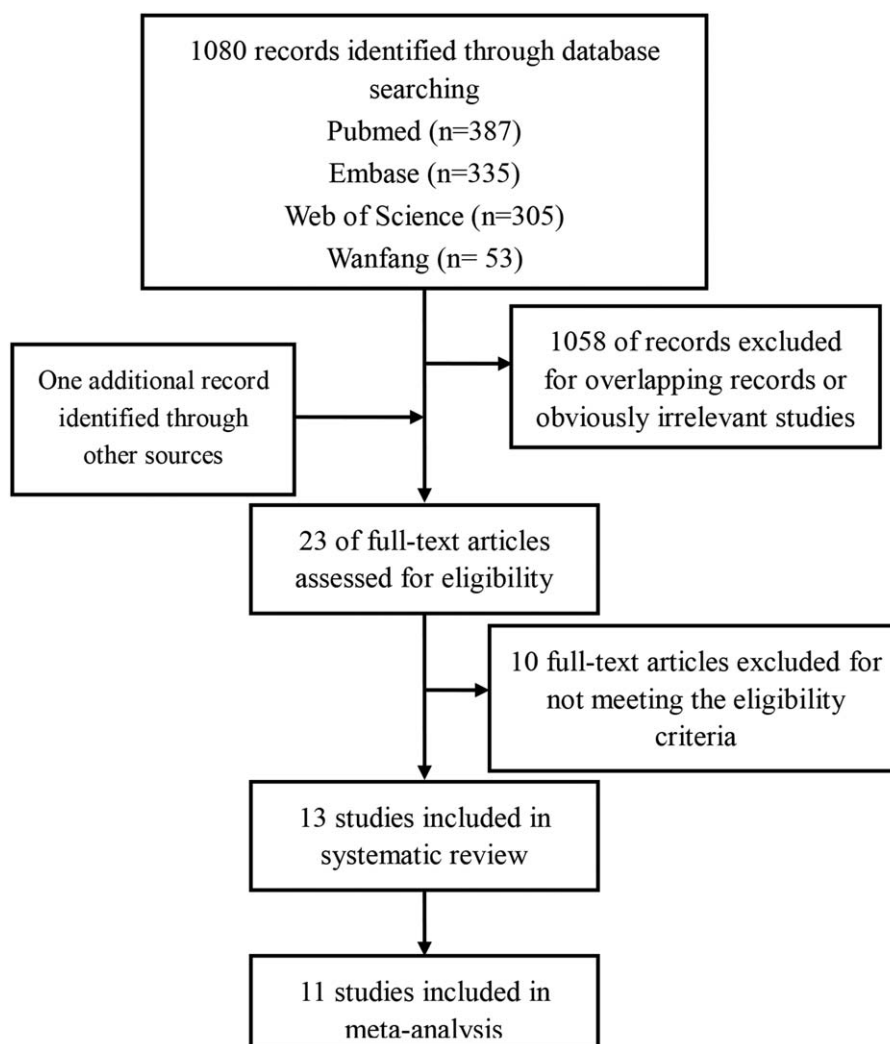 1080 records identified through database
searching
Pubmed (n=387)
Embase (n=335)
Web of Science (n=305)
Wanfang (n= 53)
1058 of records excluded
for overlapping records or
obviously irrelevant studies
One additional record
identified through
other sources
23 of full-text articles
assessed for eligibility
10 full-text articles excluded for
not meeting the eligibility
criteria
13 studies included in
systematic review
11 studies included in
meta-analysis